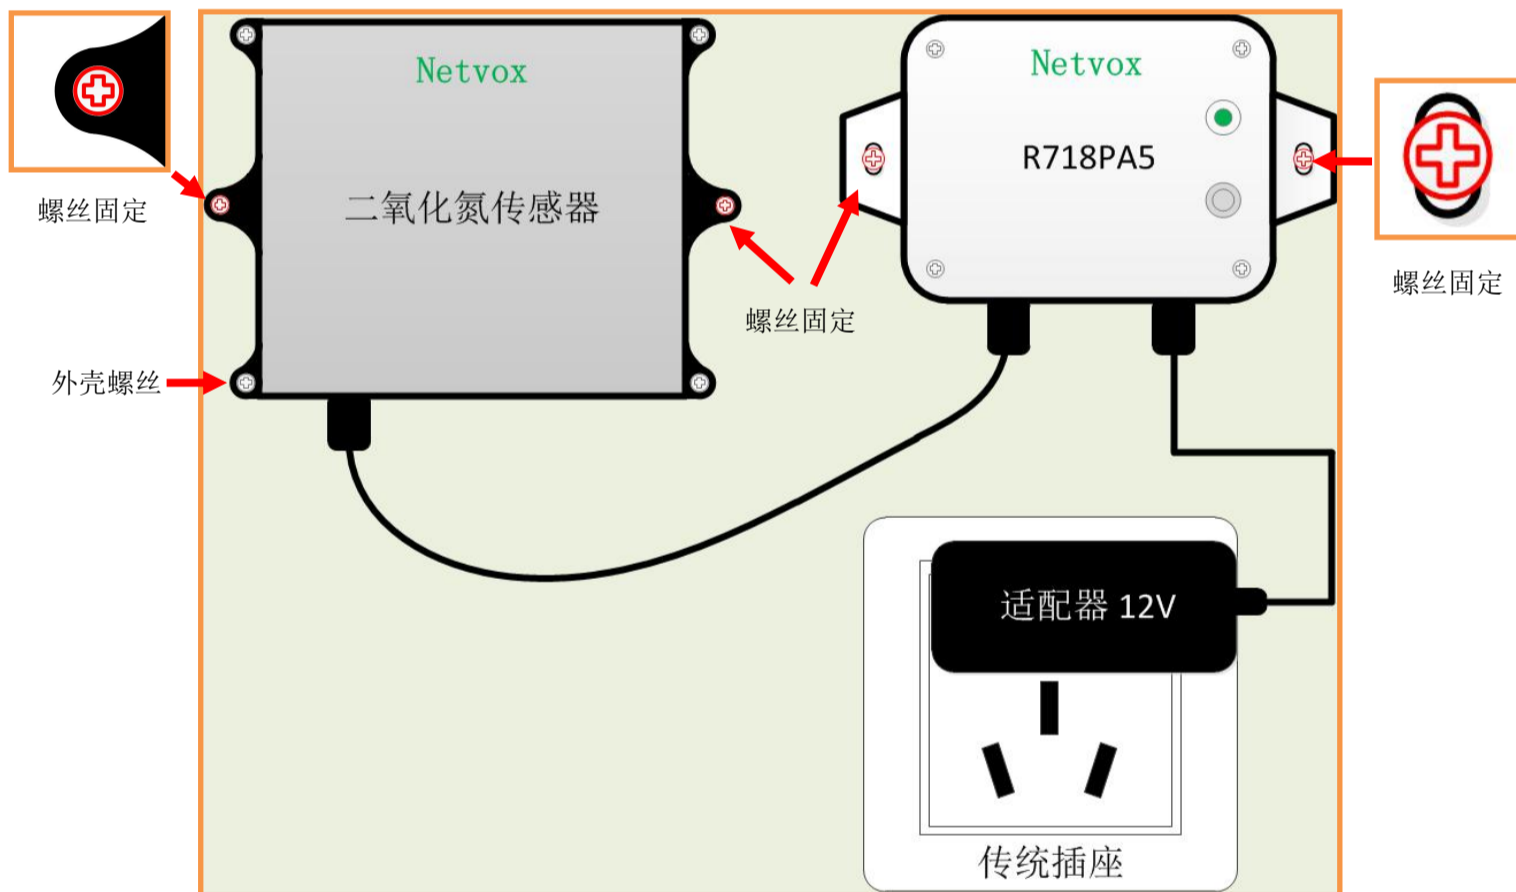 Netvox
二氧化氮传感器
Netvox
R718PA5
螺丝固定
螺丝固定
螺丝固定
外壳螺丝
适配器 12V
传统插座